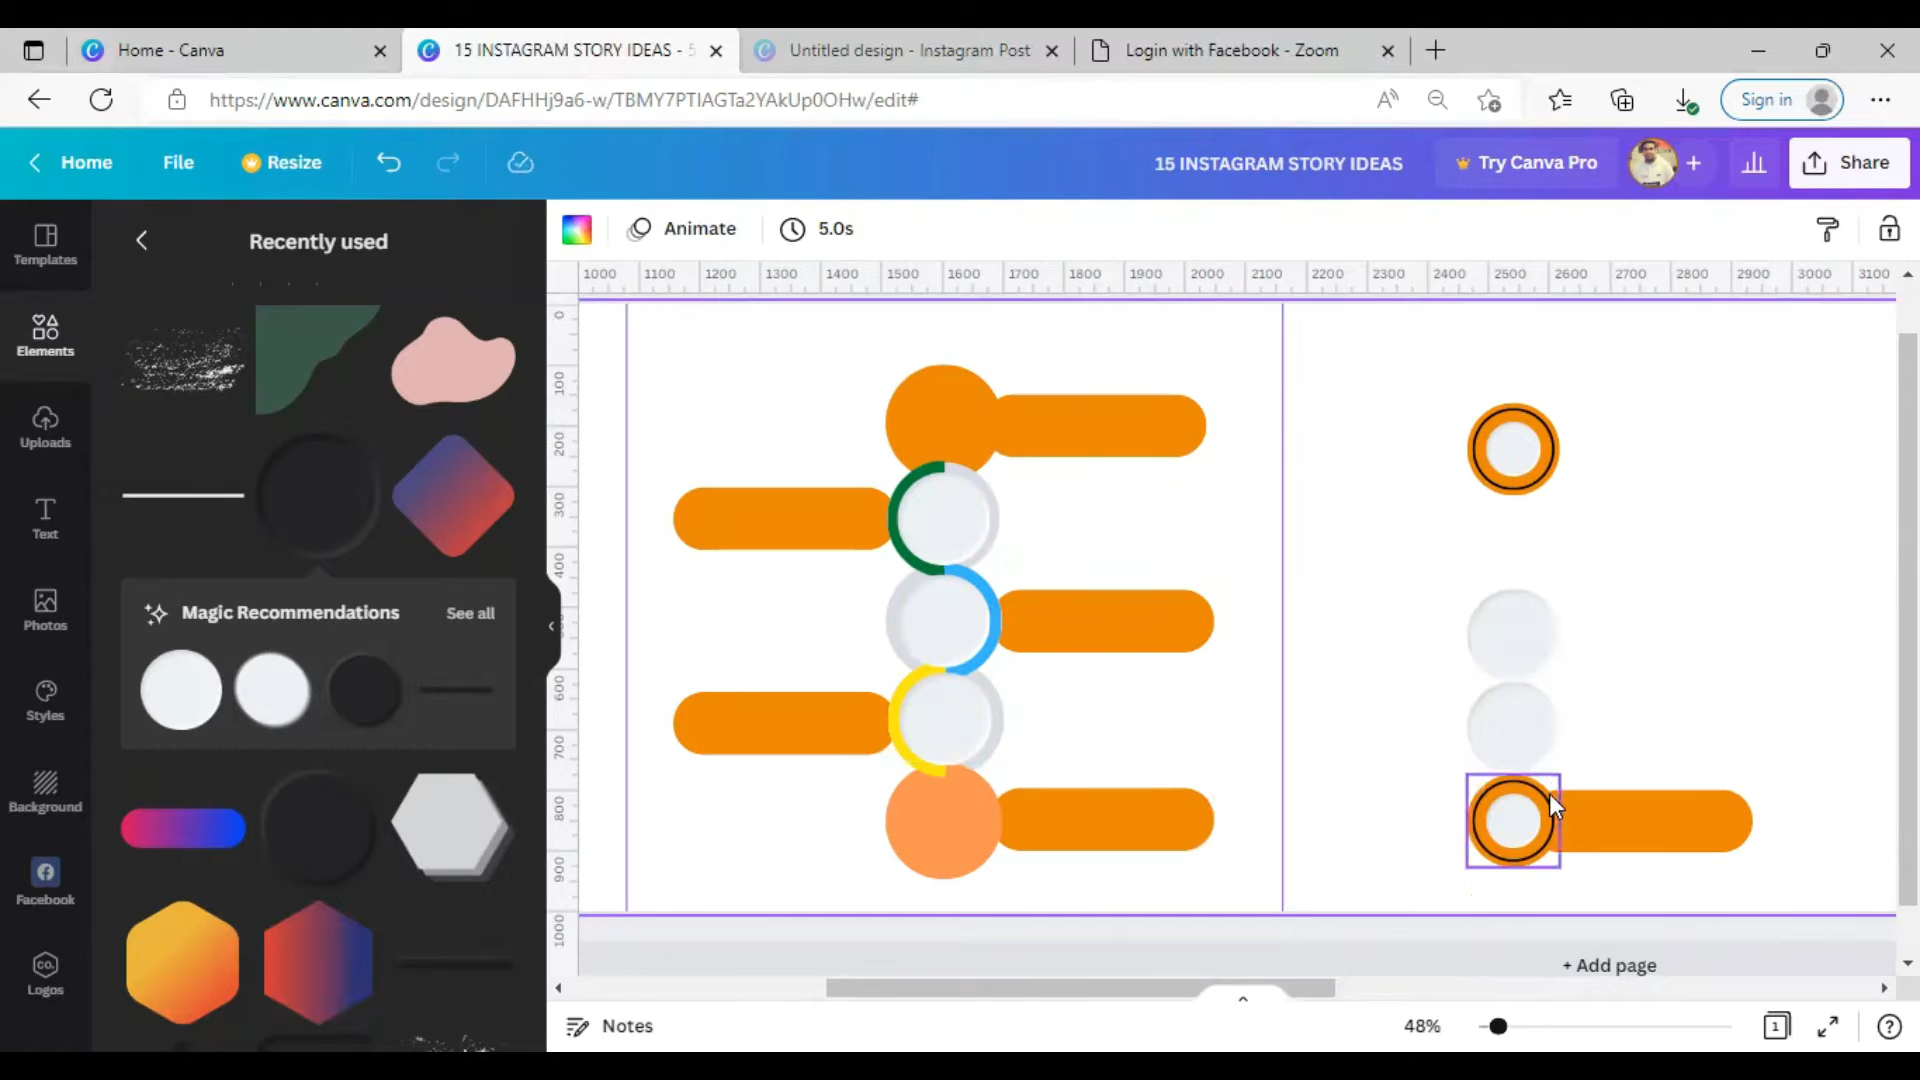 Home - Canva
15 INSTAGRAM STORY IDEAS - 5
Untitled design - Instagram Post
Login with Facebook - Zoom
https://www.canva.com/design/DAFHHj9a6-w/TBMY7PTIAGTa2YAkUp0OHw/edit#
Sign in
Home
File
Resize
15 INSTAGRAM STORY IDEAS
Try Canva Pro
Share
Templates
Elements
Uploads
Text
Photos
Styles
Background
Facebook
CO.
Logos
Recently used
Magic Recommendations
See all
Animate
5.0s
1000 1100 1200 1300 1400 1500 1600 1700 1800 1900 2000 2100 2200 2300 2400 2500 2600 2700 2800 2900 3000 3100
0
100
200
300
400
600
700
800
900
1000
+ Add page
Notes
48%
1